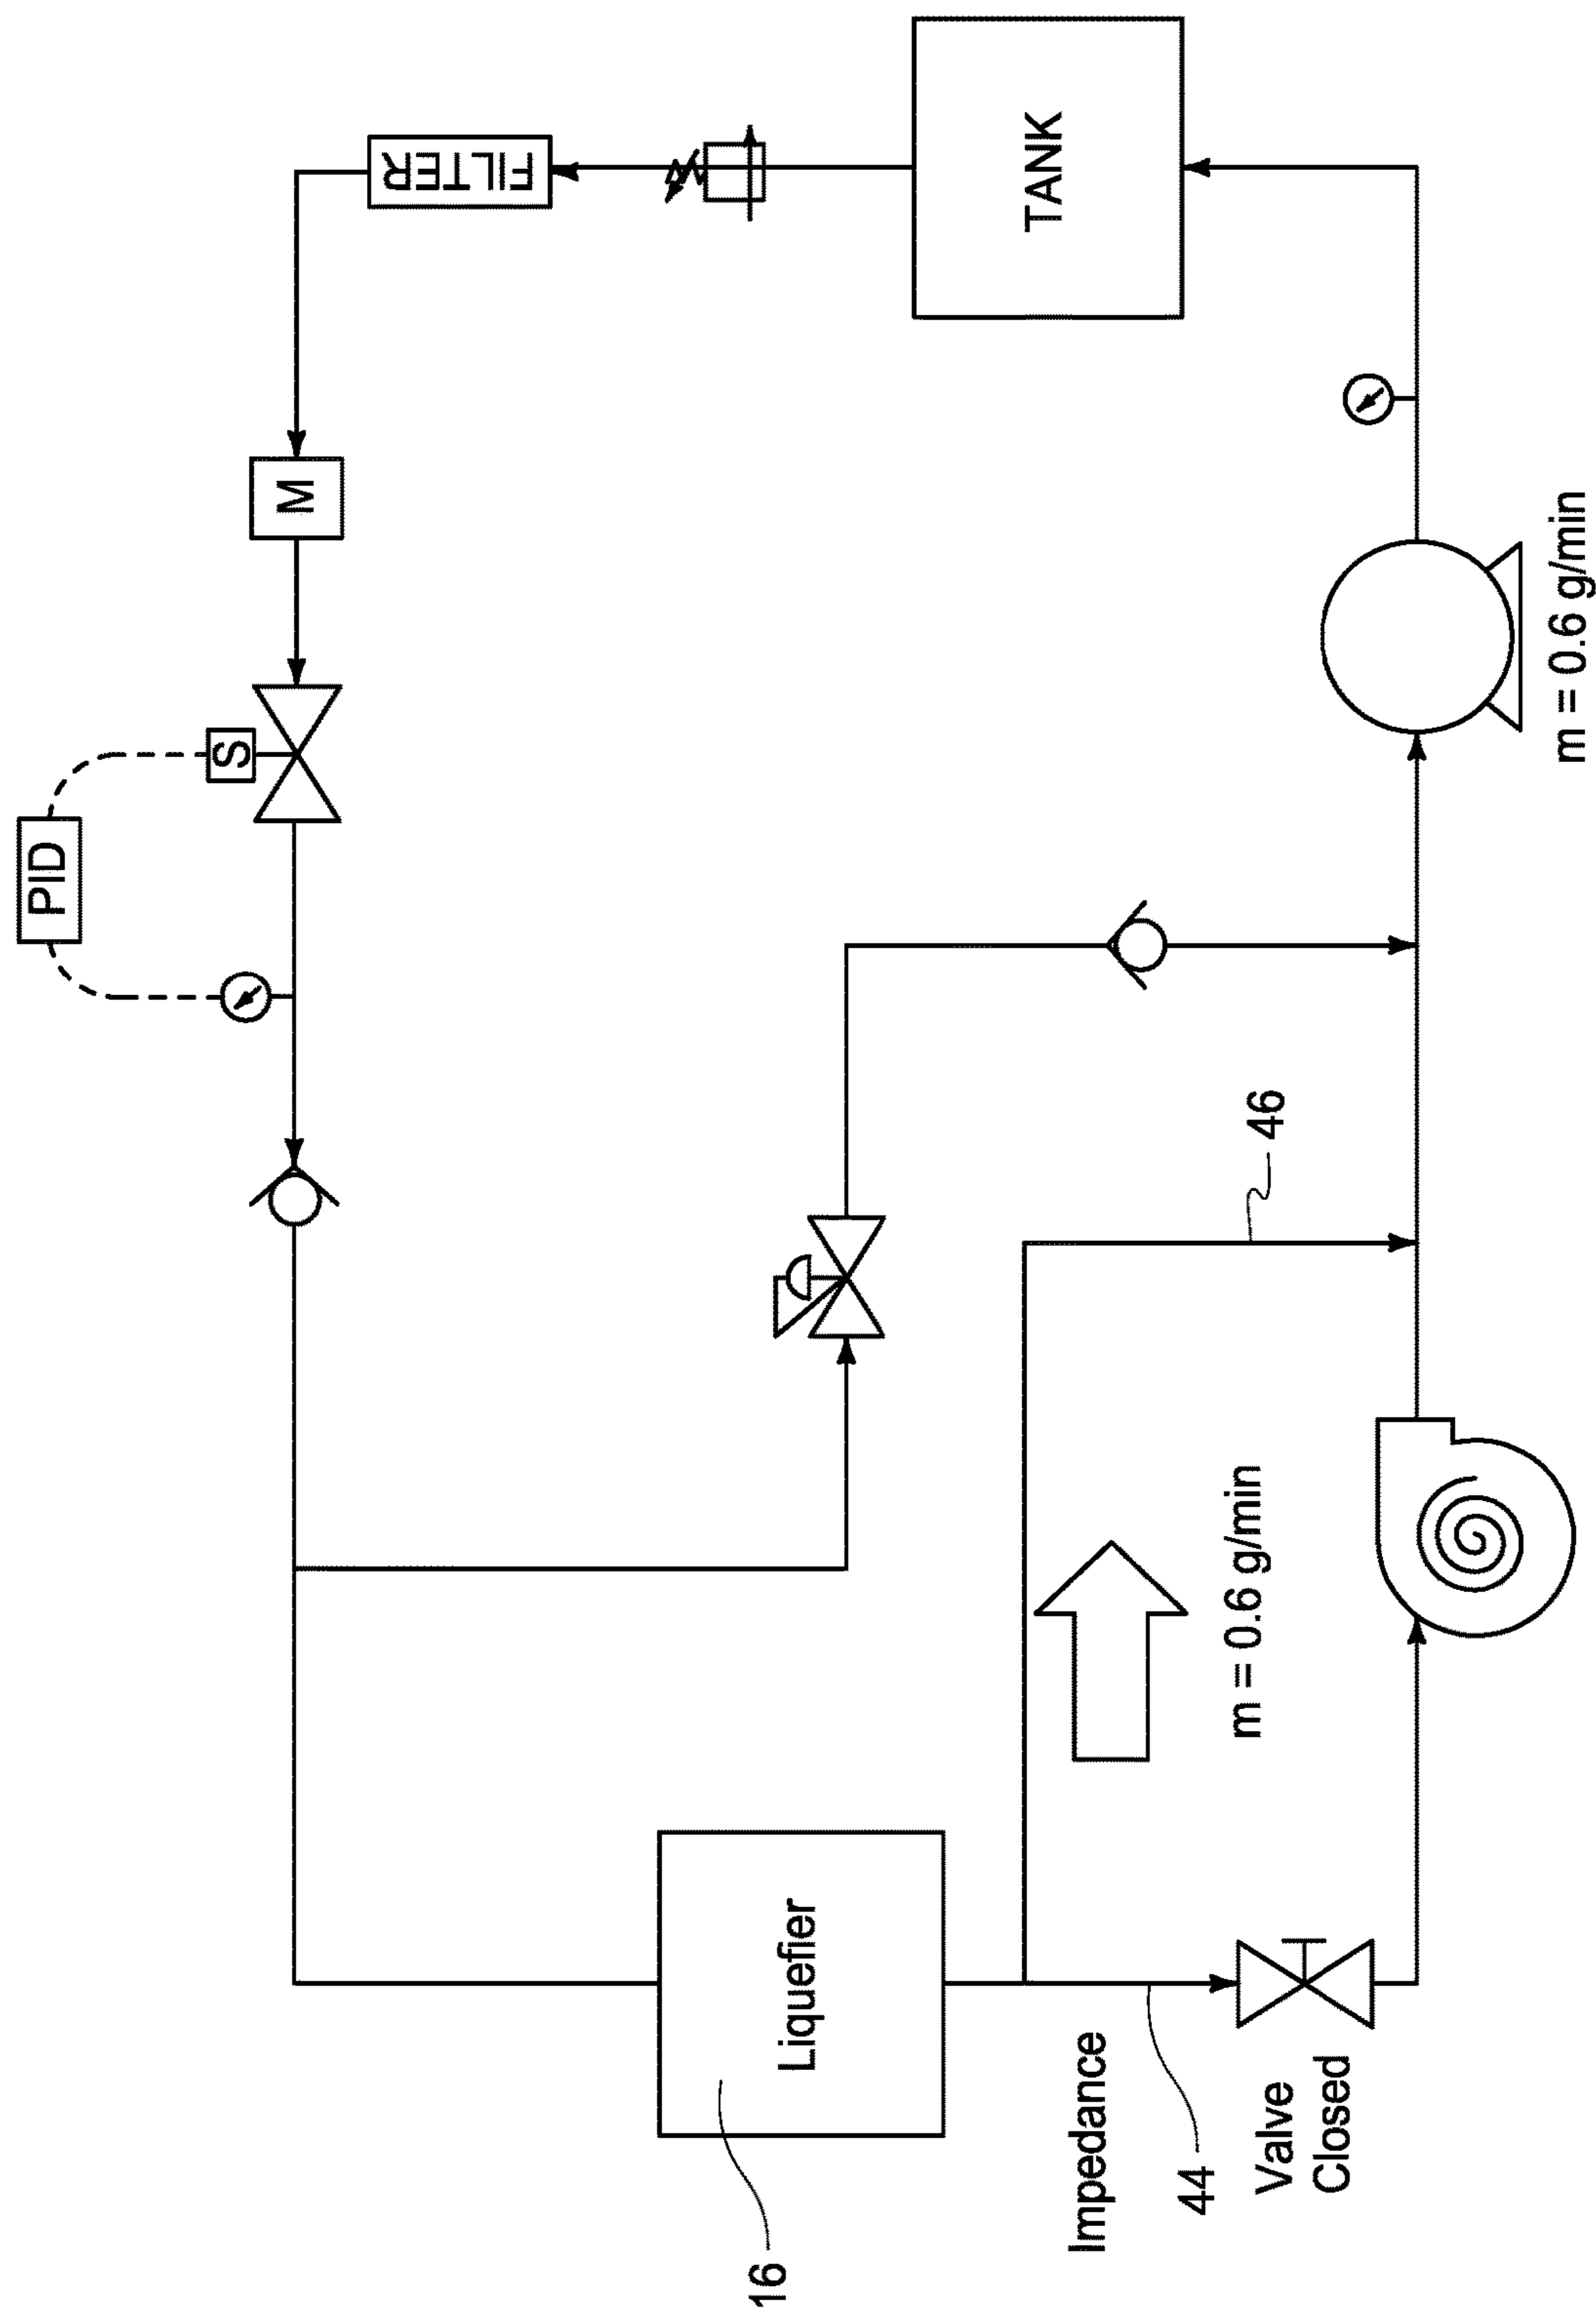 PID
S
M
FILTER
TANK
46
16
Liquefier
Impedance
44
Valve
Closed
m = 0.6 g/min
m = 0.6 g/min